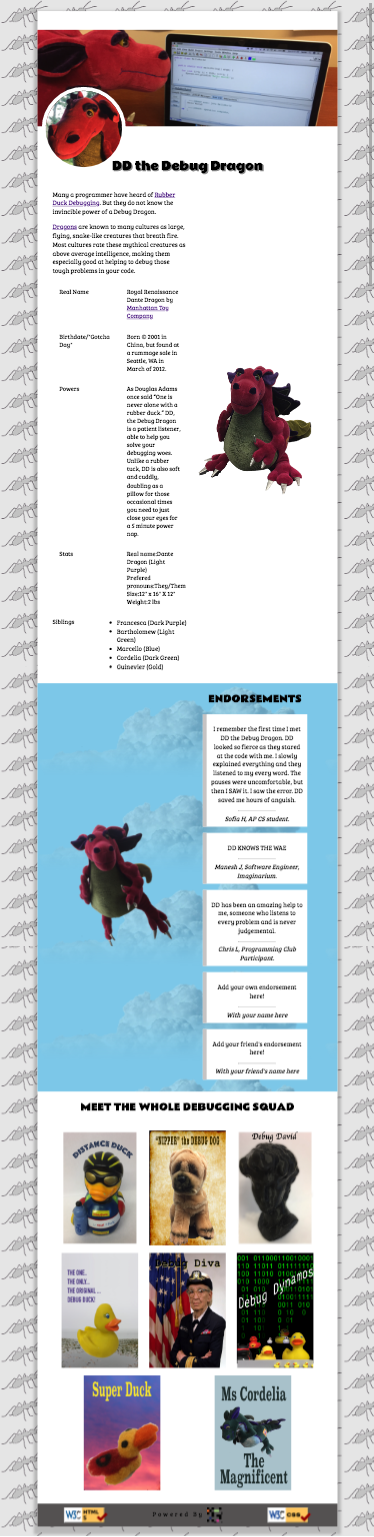 DD the Debug Dragon
Many a programmer have heard of Rubber
Duck Debugging. But they do not know the
invincible power of a Debug Dragon.
Dragons are known to many cultures as large,
flying, snake-like creatures that breath fire.
Most cultures rate these mythical creatures as
above average intelligence, making them
especially good at helping to debug those
tough problems in your code.
Real Name
Royal Renaissance
Dante Dragon by
Manhattan Toy
Company
Birthdate/"Gotcha
Day"
Born © 2001 in
China, but found at
a rummage sale in
Seattle, WA in
March of 2012.
Powers
As Douglas Adams
once said "One is
never alone with a
rubber duck." DD,
the Debug Dragon
is a patient listener,
able to help you
solve your
debugging woes.
Unlike a rubber
tuck, DD is also soft
and cuddly,
doubling as a
pillow for those
occasional times
you need to just
close your eyes for
a 5 minute power
nap.
Stats
Real name:Dante
Dragon (Light
Purple)
Prefered
pronouns:They/Them
Size:12" x 16" X 12"
Weight:2 lbs
Siblings
• Francesca (Dark Purple)
• Bartholomew (Light
Green)
• Marcello (Blue)
• Cordelia (Dark Green)
• Guinevier (Gold)
ENDORSEMENTS
I remember the first time I met
DD the Debug Dragon. DD
looked so fierce as they stared
at the code with me. I slowly
explained everything and they
listened to my every word. The
pauses were uncomfortable, but
then I SAW it. I saw the error. DD
saved me hours of anguish.
Sofia H, AP CS student.
DD KNOWS THE WAE
Manesh J, Software Engineer,
Imaginarium.
DD has been an amazing help to
me, someone who listens to
every problem and is never
judgemental.
Chris L, Programming Club
Participant.
Add your own endorsement
here!
With your name here
Add your friend's endorsement
here!
With your friend's name here
MEET THE WHOLE DEBUGGING SQUAD
DISTANCE DUCK
"SLIPPER" the DEBUG DOG
Debug David
THE ONE..
THE ONLY...
THE ORIGINAL...
DEBUG DUCK!
Debug Diva
Debug Dynamos
Super Duck
Ms Cordelia
The
Magnificent
W3C HTML
5
Powered By
W3C css